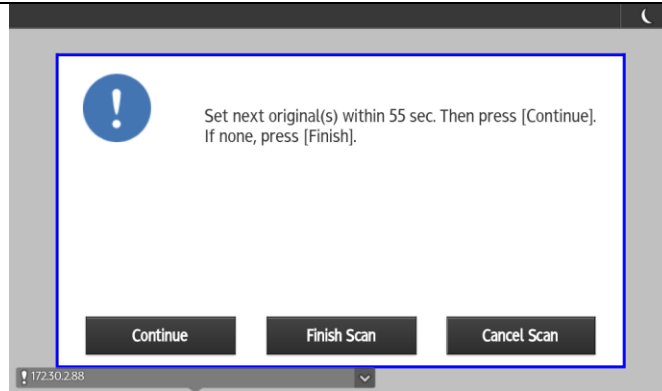 Set next original(s) within 55 sec. Then press [Continue].
If none, press [Finish].
Continue
Finish Scan
Cancel Scan
172.30.2.88